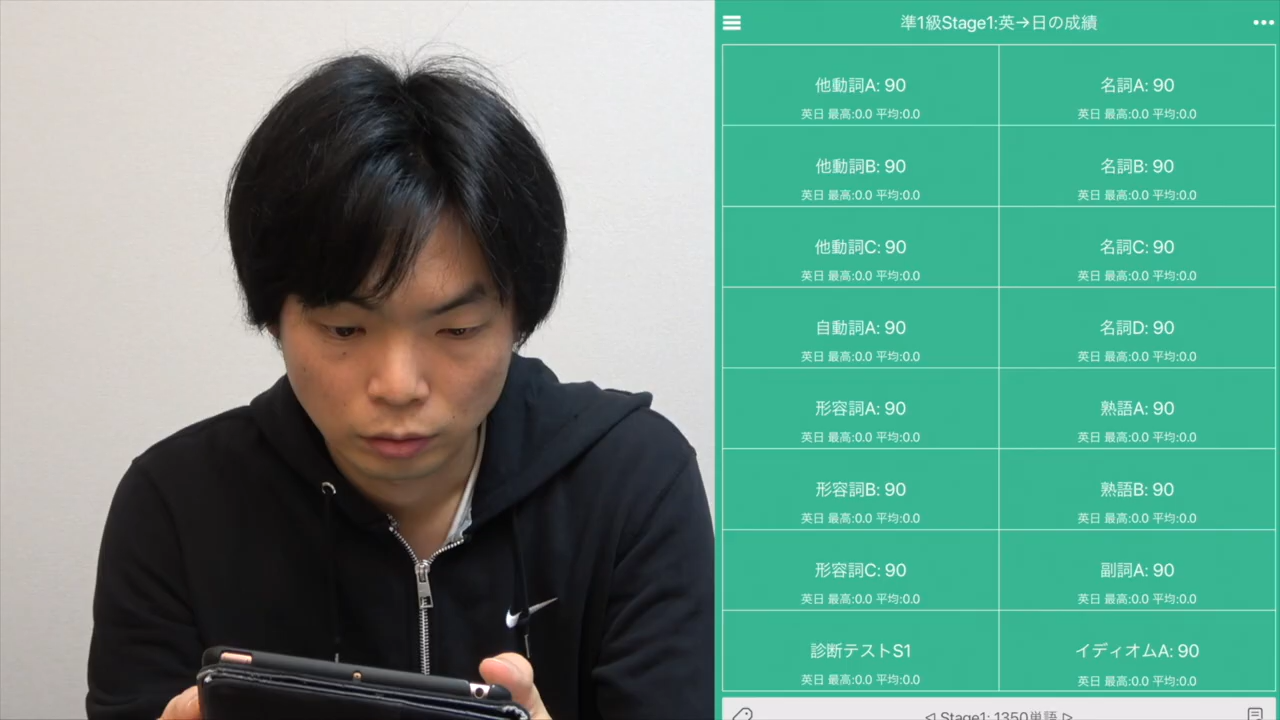 準1級Stage1:英→日の成績
他動詞A: 90
英日 最高:0.0 平均:0.0
名詞A: 90
英日 最高:0.0 平均:0.0
他動詞B: 90
英日 最高:0.0 平均:0.0
名詞B: 90
英日 最高:0.0 平均:0.0
他動詞C: 90
英日 最高:0.0 平均:0.0
名詞C: 90
英日 最高:0.0 平均:0.0
自動詞A: 90
英日 最高:0.0 平均:0.0
名詞D: 90
英日 最高:0.0 平均:0.0
形容詞A: 90
英日 最高:0.0 平均:0.0
熟語A: 90
英日 最高:0.0 平均:0.0
形容詞B: 90
英日 最高:0.0 平均:0.0
熟語B: 90
英日 最高:0.0 平均:0.0
形容詞C: 90
英日 最高:0.0 平均:0.0
副詞A: 90
英日 最高:0.0 平均:0.0
診断テストS1
英日 最高:0.0 平均:0.0
イディオムA: 90
英日 最高:0.0 平均:0.0
◁ Stage1: 1350単語 ▷